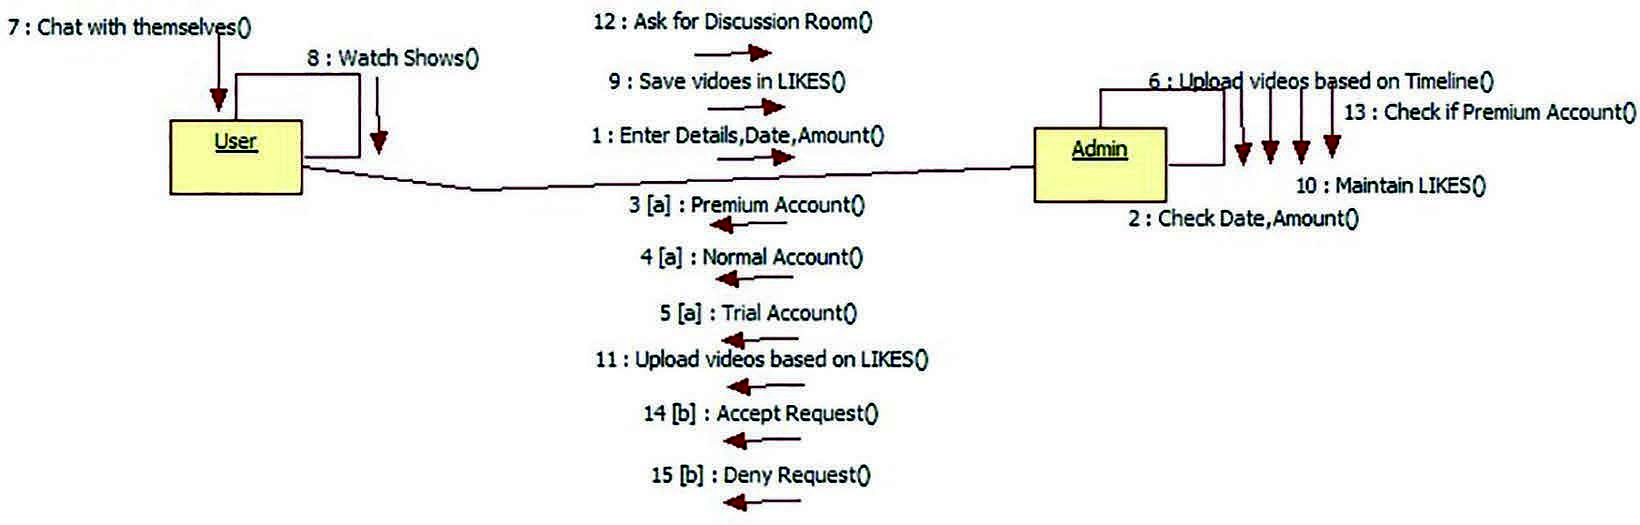 7 : Chat with themselves()
8 : Watch Shows()
User
12 : Ask for Discussion Room()
9 : Save vidoes in LIKES()
1 : Enter Details,Date,Amount()
3 [a] : Premium Account()
4 [a] : Normal Account()
5 [a] : Trial Account()
11 : Upload videos based on LIKES()
14 [b] : Accept Request()
15 [b] : Deny Request()
6 : Upload videos based on Timeline()
13 : Check if Premium Account()
Admin
10 : Maintain LIKES()
2 : Check Date,Amount()